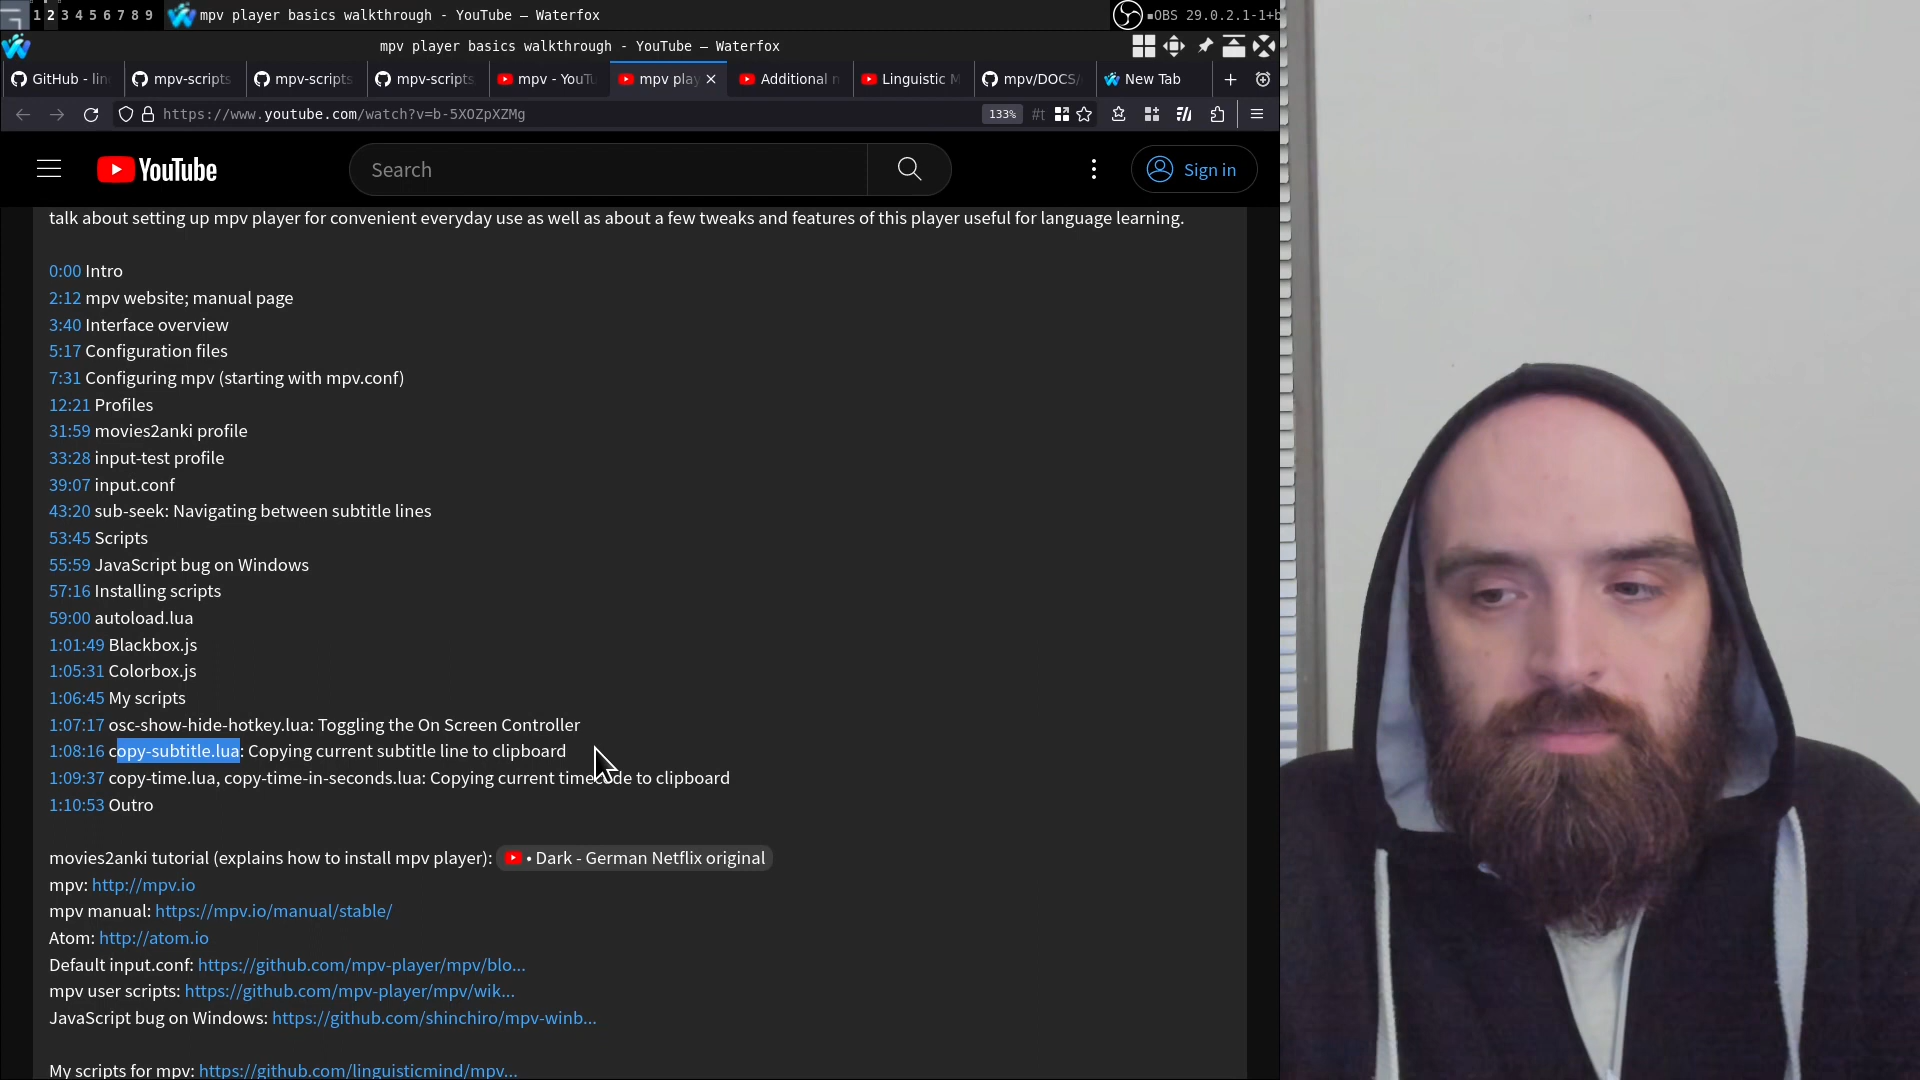 1 2 3 4 5 6 7 8 9 mpv player basics walkthrough - YouTube — Waterfox OBS 29.0.2.1-1+b
mpv player basics walkthrough - YouTube — Waterfox
GitHub - lin mpv-scripts mpv-scripts mpv-scripts mpv - YouTu mpv play Additional n Linguistic M mpv/DOCS/ New Tab
https://www.youtube.com/watch?v=b-5XOZpXZMg 133% #t
YouTube Search Sign in
talk about setting up mpv player for convenient everyday use as well as about a few tweaks and features of this player useful for language learning.
0:00 Intro
2:12 mpv website; manual page
3:40 Interface overview
5:17 Configuration files
7:31 Configuring mpv (starting with mpv.conf)
12:21 Profiles
31:59 movies2anki profile
33:28 input-test profile
39:07 input.conf
43:20 sub-seek: Navigating between subtitle lines
53:45 Scripts
55:59 JavaScript bug on Windows
57:16 Installing scripts
59:00 autoload.lua
1:01:49 Blackbox.js
1:05:31 Colorbox.js
1:06:45 My scripts
1:07:17 osc-show-hide-hotkey.lua: Toggling the On Screen Controller
1:08:16 copy-subtitle.lua: Copying current subtitle line to clipboard
1:09:37 copy-time.lua, copy-time-in-seconds.lua: Copying current timecode to clipboard
1:10:53 Outro
movies2anki tutorial (explains how to install mpv player): • Dark - German Netflix original
mpv: http://mpv.io
mpv manual: https://mpv.io/manual/stable/
Atom: http://atom.io
Default input.conf: https://github.com/mpv-player/mpv/blo...
mpv user scripts: https://github.com/mpv-player/mpv/wik...
JavaScript bug on Windows: https://github.com/shinchiro/mpv-winb...
My scripts for mpv: https://github.com/linguisticmind/mpv...